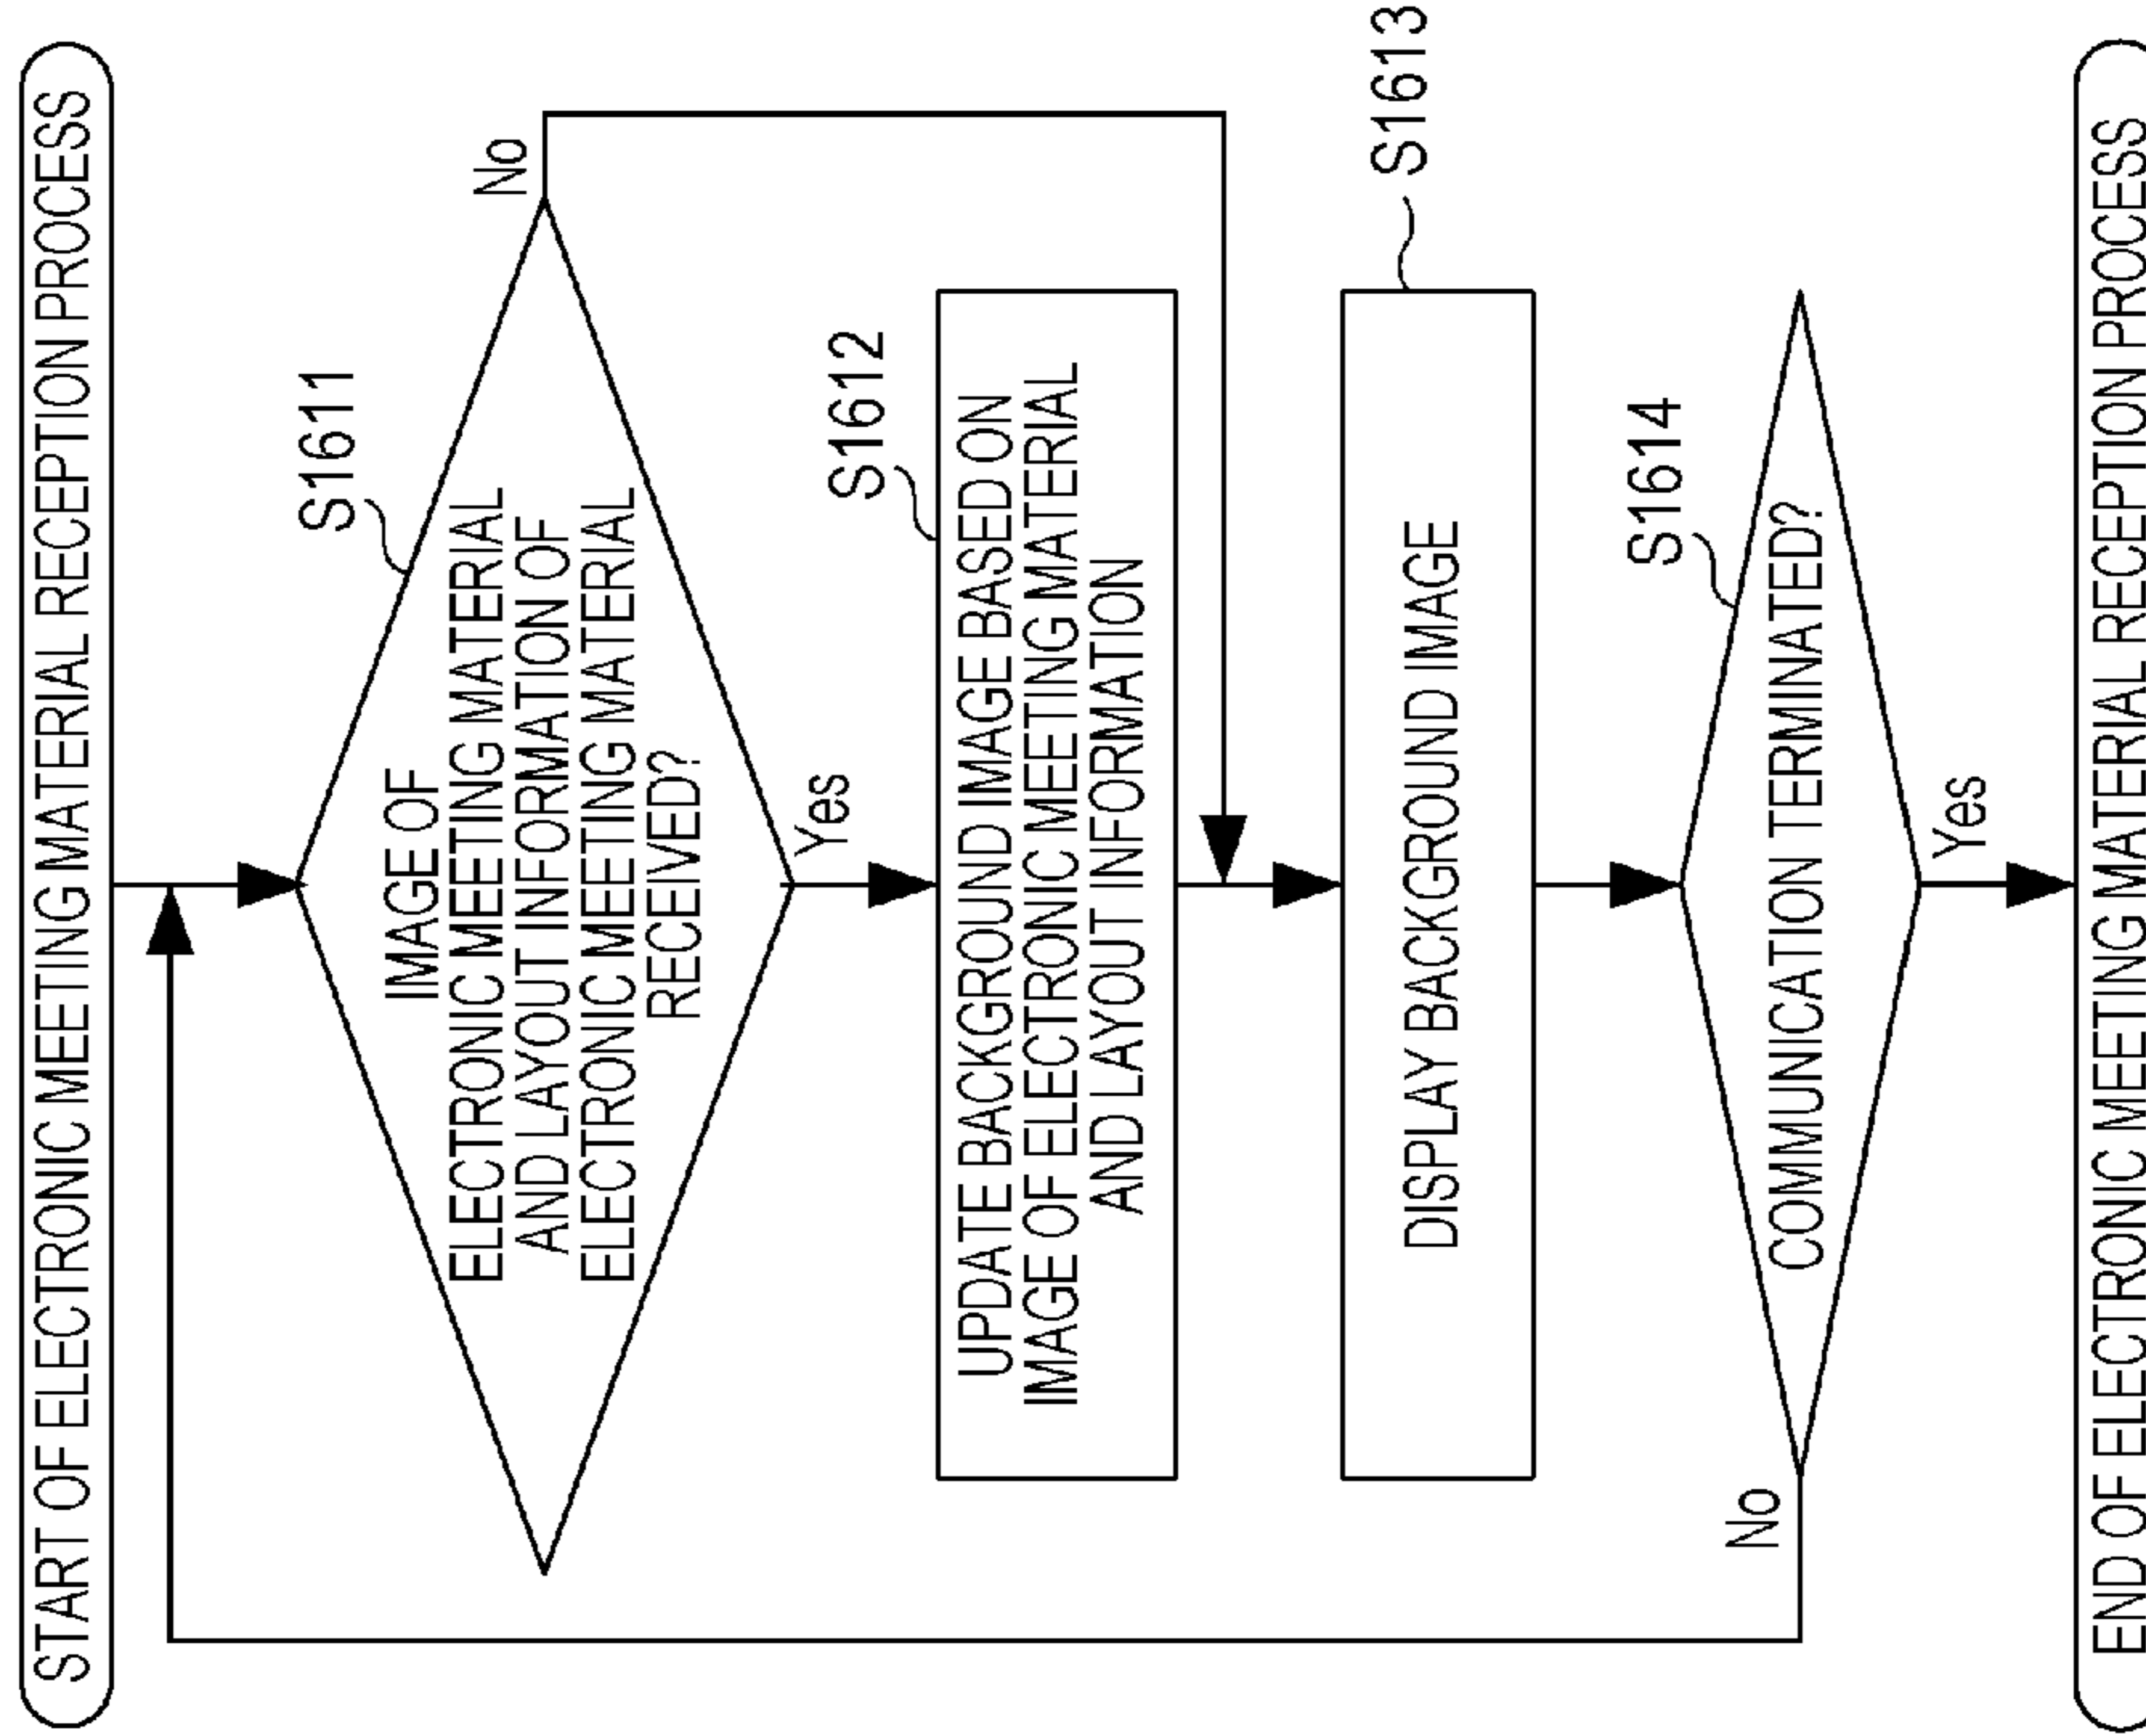 START OF ELECTRONIC MEETING MATERIAL RECEPTION PROCESS
S1611
IMAGE OF
ELECTRONIC MEETING MATERIAL
AND LAYOUT INFORMATION OF
ELECTRONIC MEETING MATERIAL
RECEIVED?
No
Yes
S1612
UPDATE BACKGROUND IMAGE BASED ON
IMAGE OF ELECTRONIC MEETING MATERIAL
AND LAYOUT INFORMATION
S1613
DISPLAY BACKGROUND IMAGE
S1614
COMMUNICATION TERMINATED?
No
Yes
END OF ELECTRONIC MEETING MATERIAL RECEPTION PROCESS